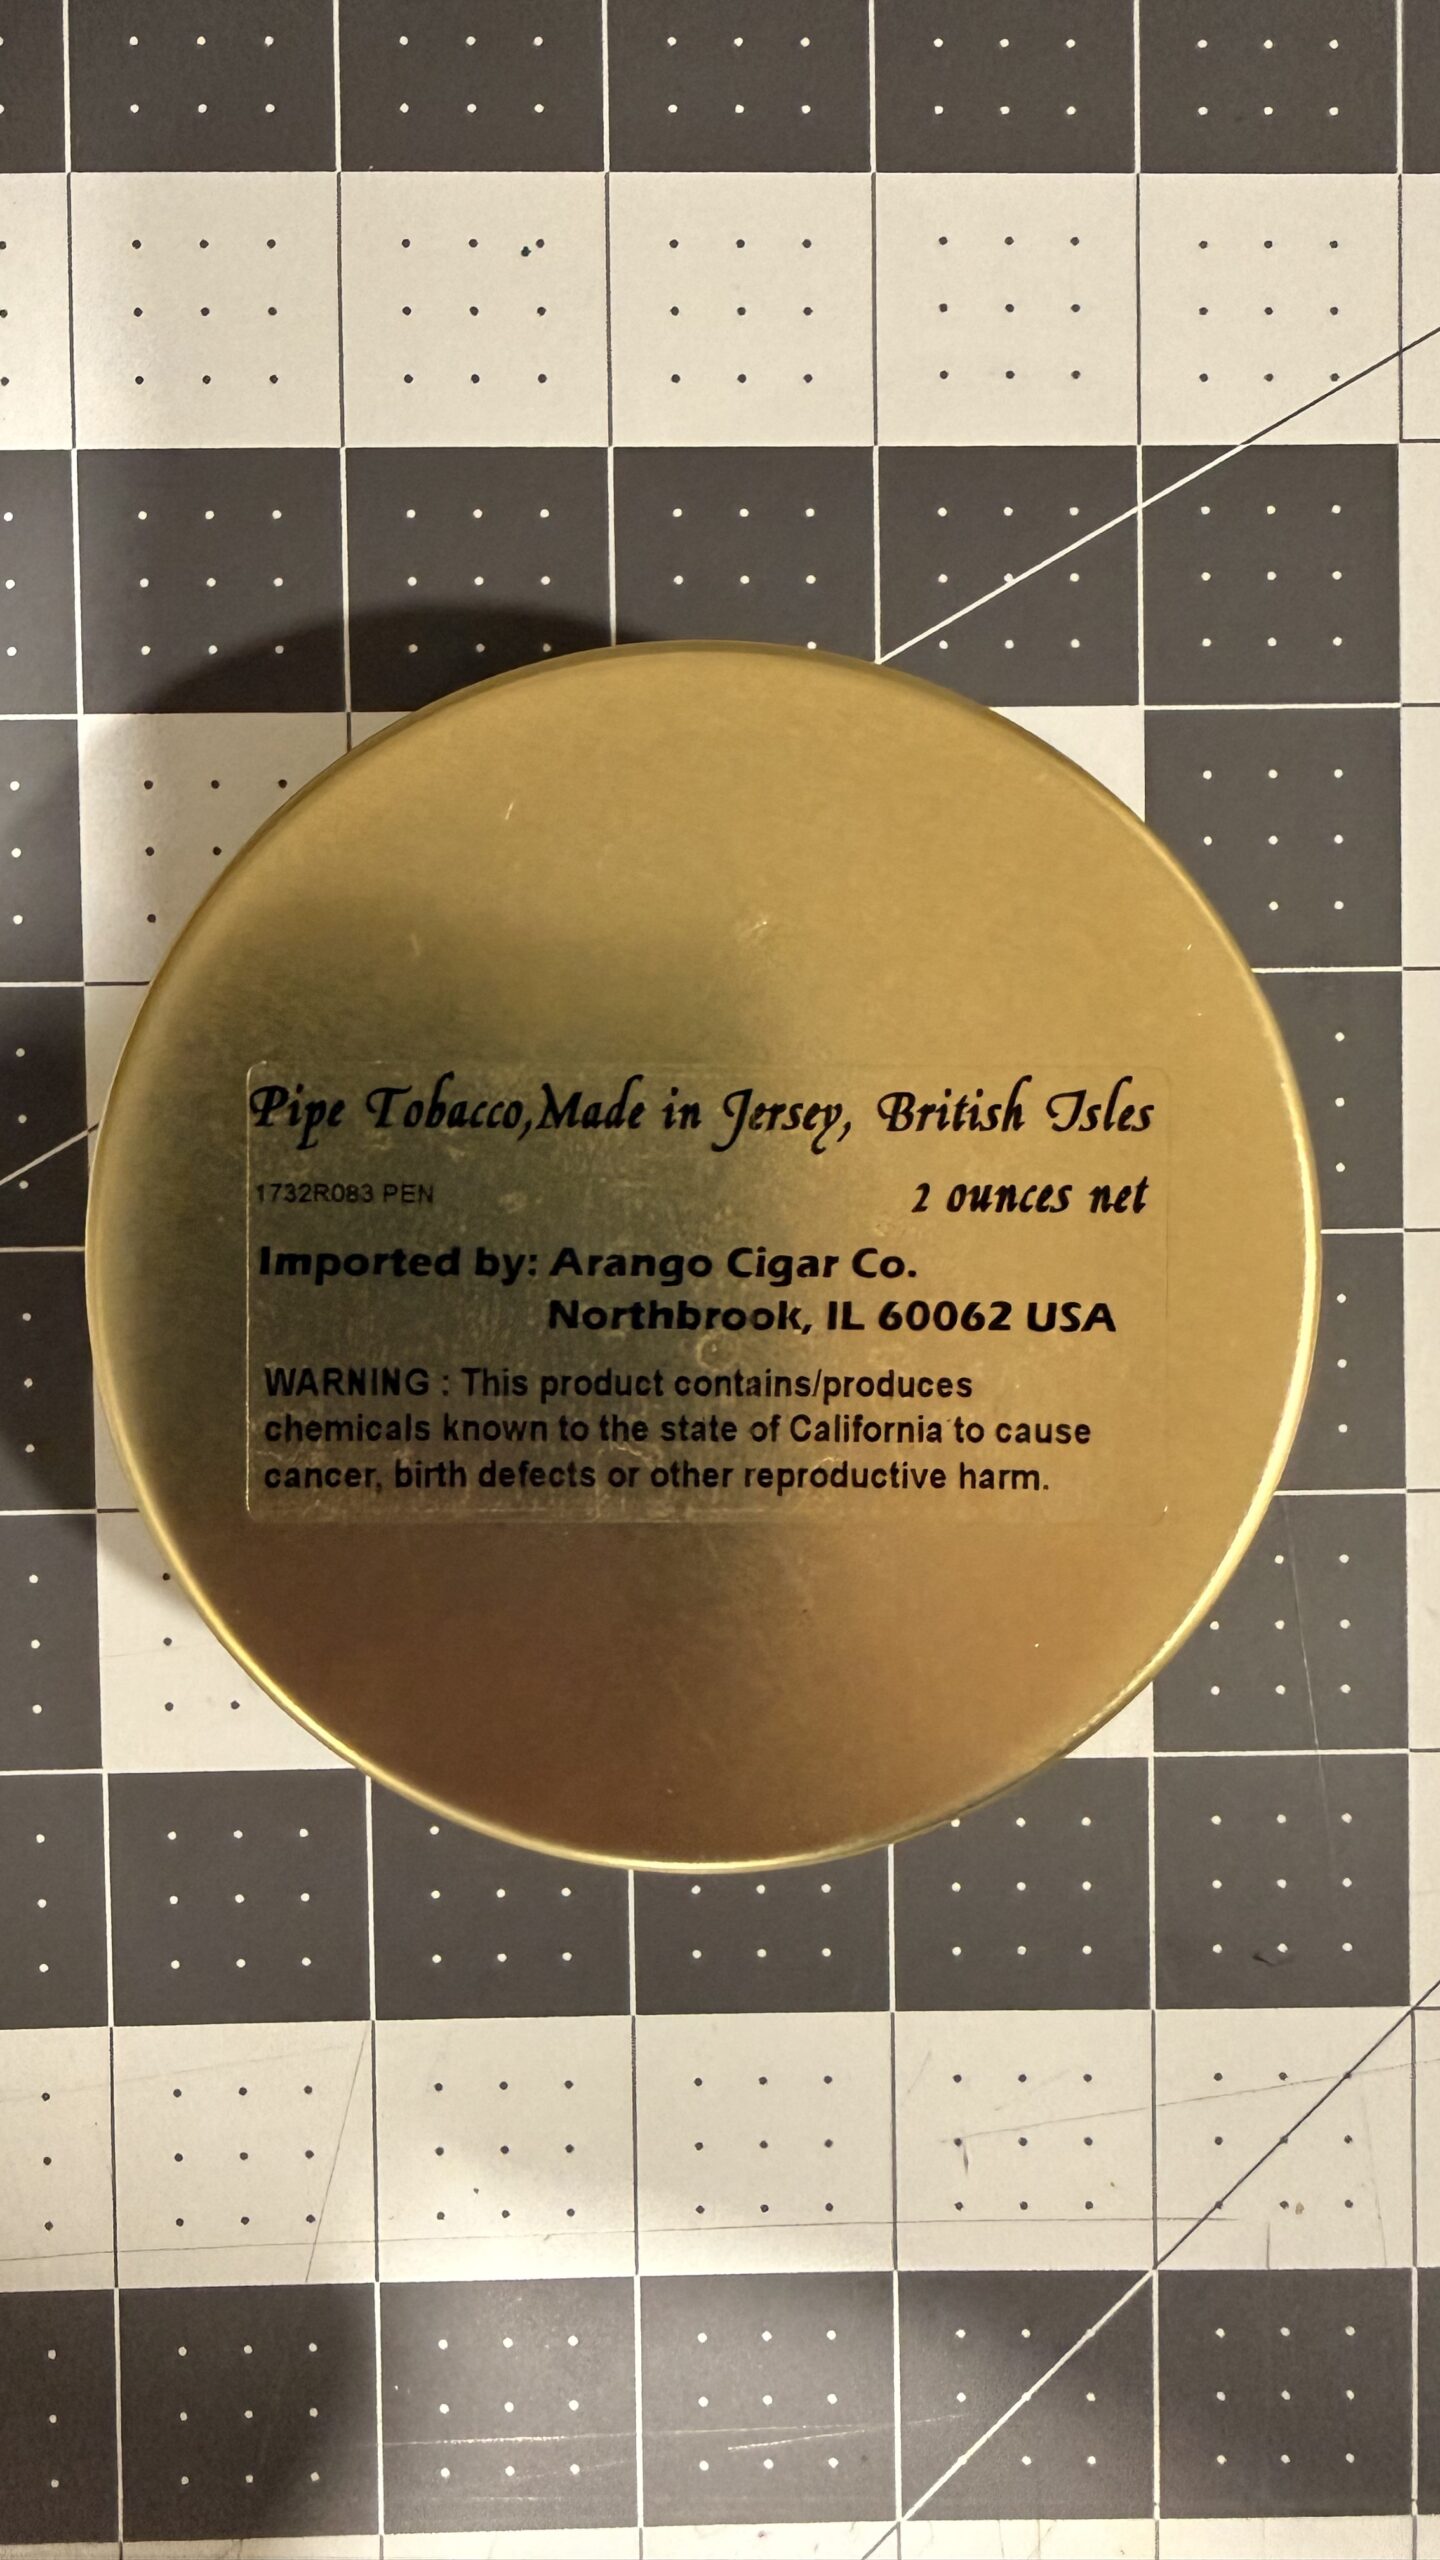 Pipe Tobacco,Made in Jersey, British Isles
1732R083 PEN 2 ounces net
Imported by: Arango Cigar Co.
Northbrook, IL 60062 USA
WARNING : This product contains/produces
chemicals known to the state of California to cause
cancer, birth defects or other reproductive harm.